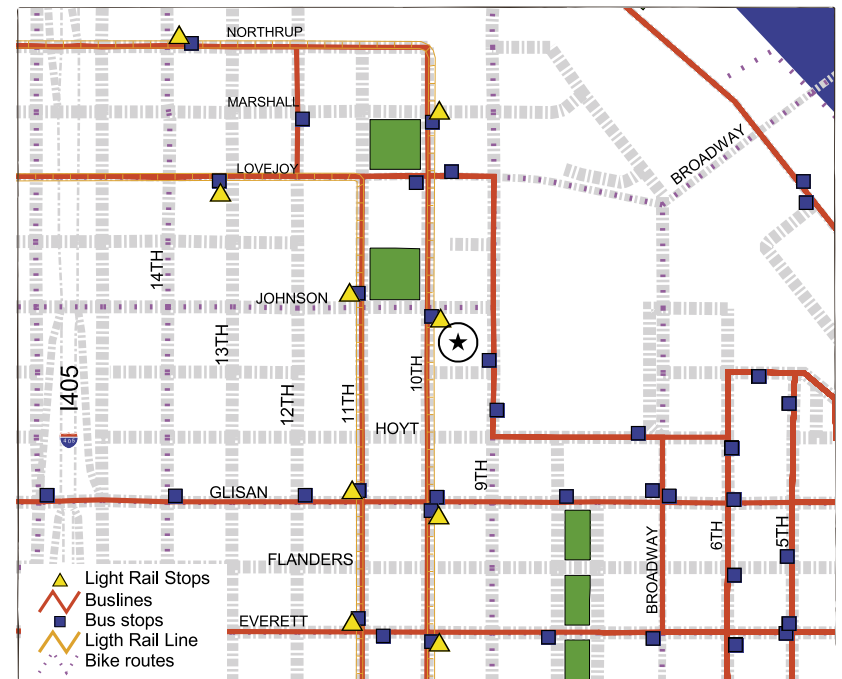 NORTHRUP
MARSHALL
LOVEJOY
BROADWAY
14TH
JOHNSON
13TH
10TH
I405
12TH
11TH
HOYT
405
9TH
GLISAN
6TH
5TH
BROADWAY
FLANDERS
EVERETT
Light Rail Stops
Buslines
Bus stops
Ligth Rail Line
Bike routes